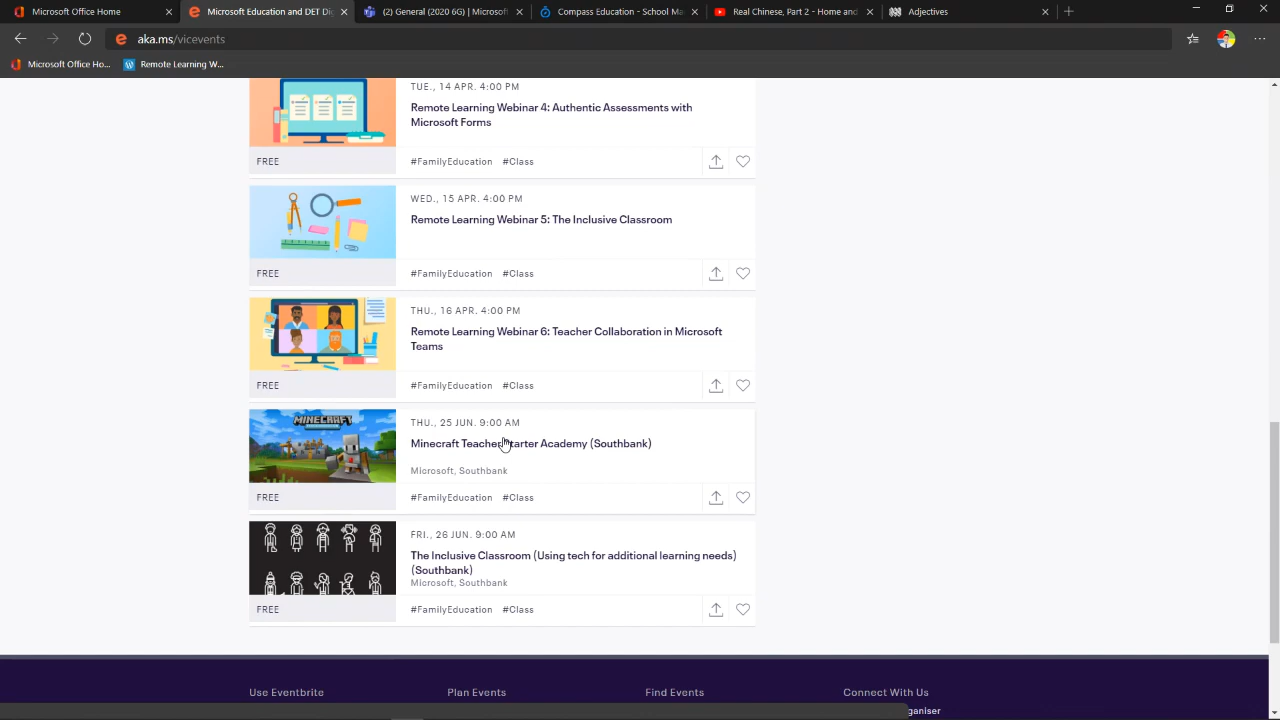 Microsoft Office Home
Microsoft Education and DET Di
(2) General (2020 6G) | Microsof
Compass Education - School Ma
Real Chinese, Part 2 - Home and
Adjectives
aka.ms/vicevents
Microsoft Office Ho...
Remote Learning W...
TUE., 14 APR. 4:00 PM
Remote Learning Webinar 4: Authentic Assessments with
Microsoft Forms
FREE
#FamilyEducation #Class
WED., 15 APR. 4:00 PM
Remote Learning Webinar 5: The Inclusive Classroom
FREE
#FamilyEducation #Class
THU., 16 APR. 4:00 PM
Remote Learning Webinar 6: Teacher Collaboration in Microsoft
Teams
FREE
#FamilyEducation #Class
MINECRAFT
THU., 25 JUN. 9:00 AM
Minecraft Teacher Starter Academy (Southbank)
Microsoft, Southbank
FREE
#FamilyEducation #Class
FRI., 26 JUN. 9:00 AM
The Inclusive Classroom (Using tech for additional learning needs)
(Southbank)
Microsoft, Southbank
FREE
#FamilyEducation #Class
Use Eventbrite
Plan Events
Find Events
Connect With Us
ganiser